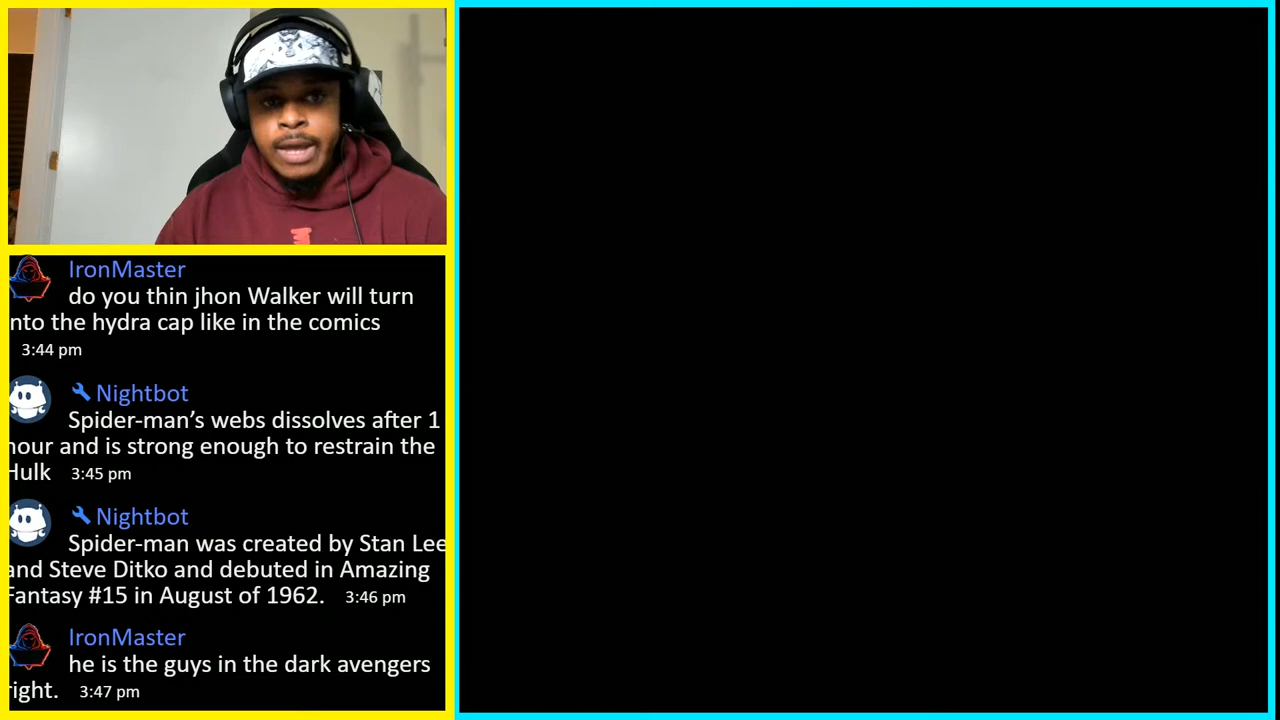 IronMaster
do you thin jhon Walker will turn
nto the hydra cap like in the comics
3:44 pm
Nightbot
Spider-man’s webs dissolves after 1
hour and is strong enough to restrain the
Hulk 3:45 pm
Nightbot
Spider-man was created by Stan Lee
and Steve Ditko and debuted in Amazing
Fantasy #15 in August of 1962. 3:46 pm
IronMaster
he is the guys in the dark avengers
right. 3:47 pm